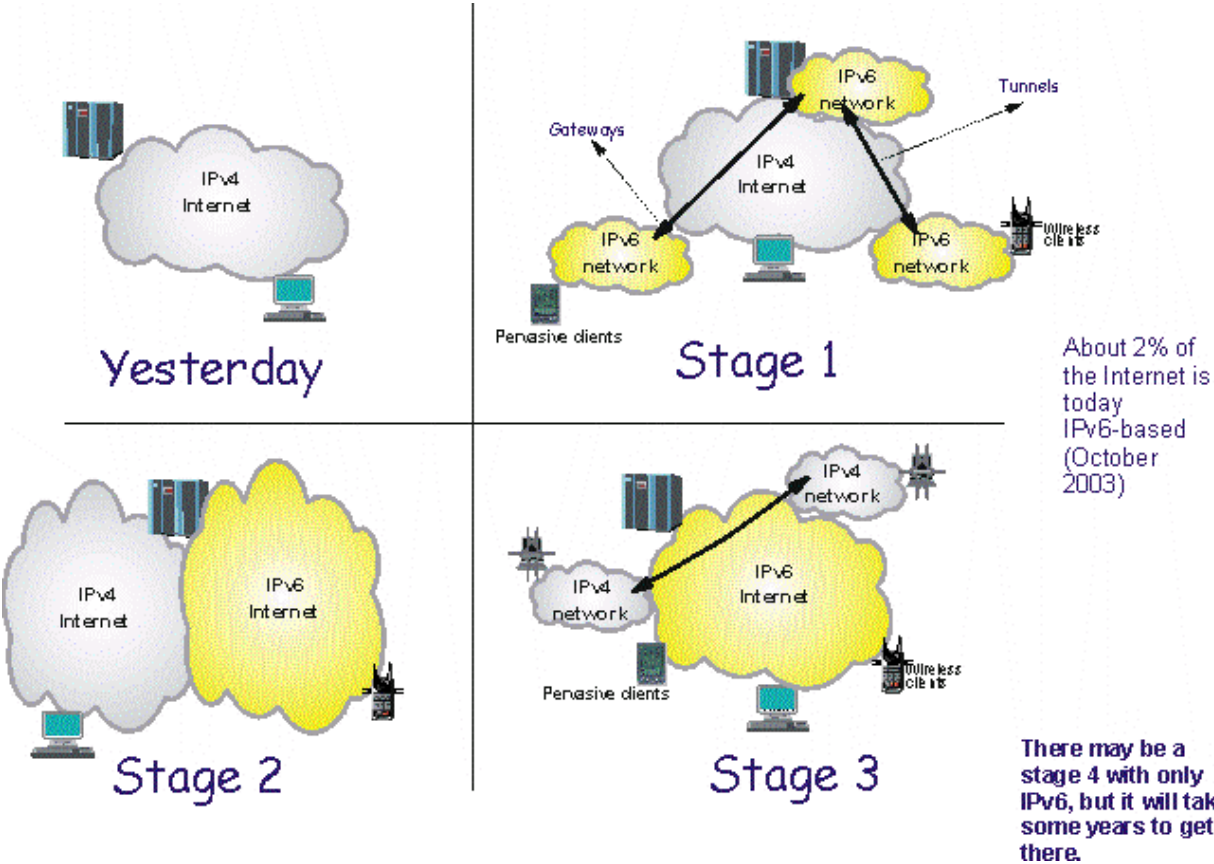 IPv4
Internet
Yesterday
IPv6
network
Tunnels
Gateways
IPv4
Internet
IPv6
network
IPv6
network
Wireless
clients
Pervasive clients
Stage 1
About 2% of
the Internet is
today
IPv6-based
(October
2003)
IPv4
Internet
IPv6
Internet
Stage 2
IPv4
network
IPv4
network
IPv6
Internet
Pervasive clients
Wireless
clients
Stage 3
There may be a
stage 4 with only
IPv6, but it will tak
some years to get
there.